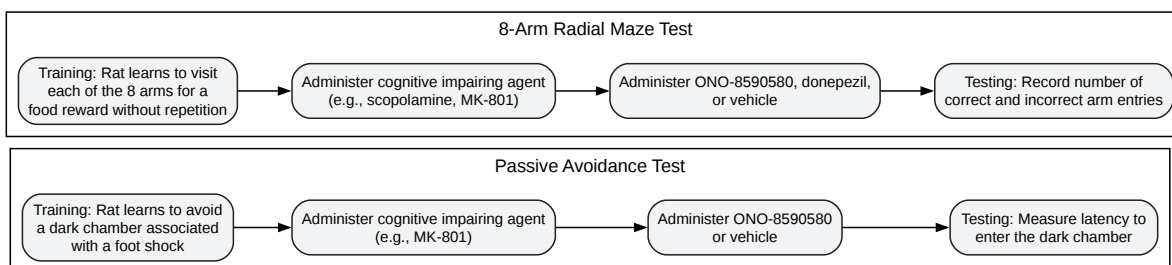 8-Arm Radial Maze Test
Training: Rat learns to visit
each of the 8 arms for a
food reward without repetition
Administer cognitive impairing agent
(e.g., scopolamine, MK-801)
Administer ONO-8590580, donepezil,
or vehicle
Testing: Record number of
correct and incorrect arm entries
Passive Avoidance Test
Training: Rat learns to avoid
a dark chamber associated
with a foot shock
Administer cognitive impairing agent
(e.g., MK-801)
Administer ONO-8590580
or vehicle
Testing: Measure latency to
enter the dark chamber